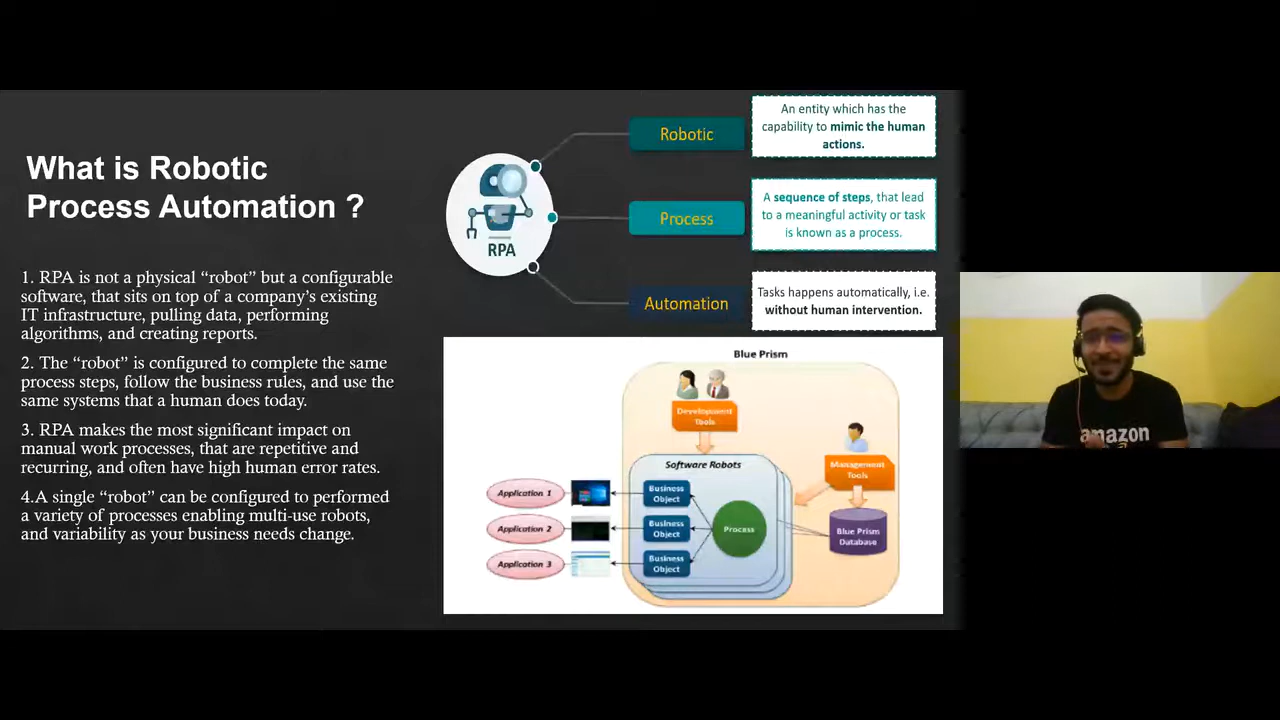 What is Robotic
Process Automation ?
1. RPA is not a physical “robot” but a configurable
software, that sits on top of a company’s existing
IT infrastructure, pulling data, performing
algorithms, and creating reports.
2. The “robot” is configured to complete the same
process steps, follow the business rules, and use the
same systems that a human does today.
3. RPA makes the most significant impact on
manual work processes, that are repetitive and
recurring, and often have high human error rates.
4.A single “robot” can be configured to performed
a variety of processes enabling multi-use robots,
and variability as your business needs change.
RPA
Robotic
An entity which has the
capability to mimic the human
actions.
Process
A sequence of steps, that lead
to a meaningful activity or task
is known as a process.
Automation
Tasks happens automatically, i.e.
without human intervention.
Blue Prism
Development
Tools
Management
Tools
Software Robots
Application 1
Business
Object
Application 2
Business
Object
Process
Blue Prism
Database
Application 3
Business
Object
amazon